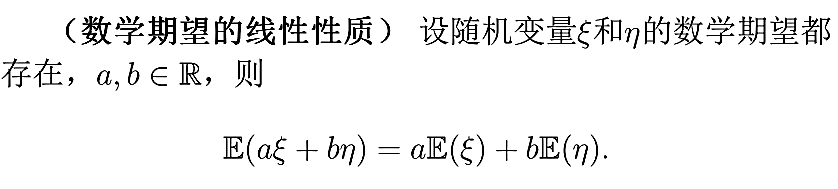 （数学期望的线性性质） 设随机变量ξ和η的数学期望都
存在，a, b ∈ ℝ，则
𝔼(aξ + bη) = a𝔼(ξ) + b𝔼(η).